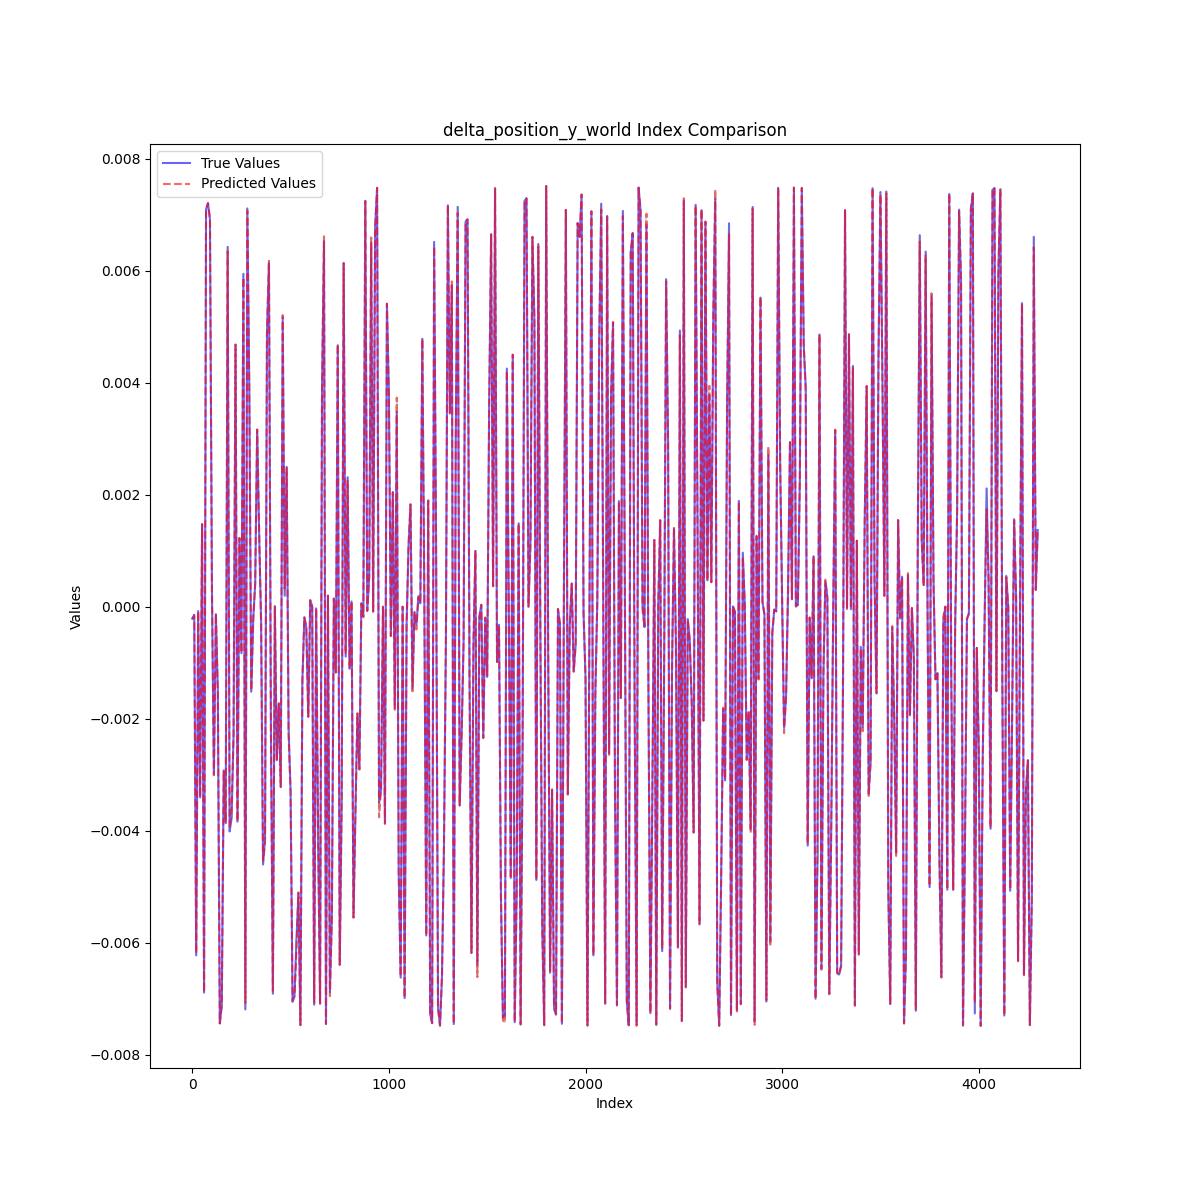 delta_position_y_world Index Comparison
True Values
Predicted Values
0.008
0.006
0.004
0.002
0.000
−0.002
−0.004
−0.006
−0.008
Values
0
1000
2000
3000
4000
Index